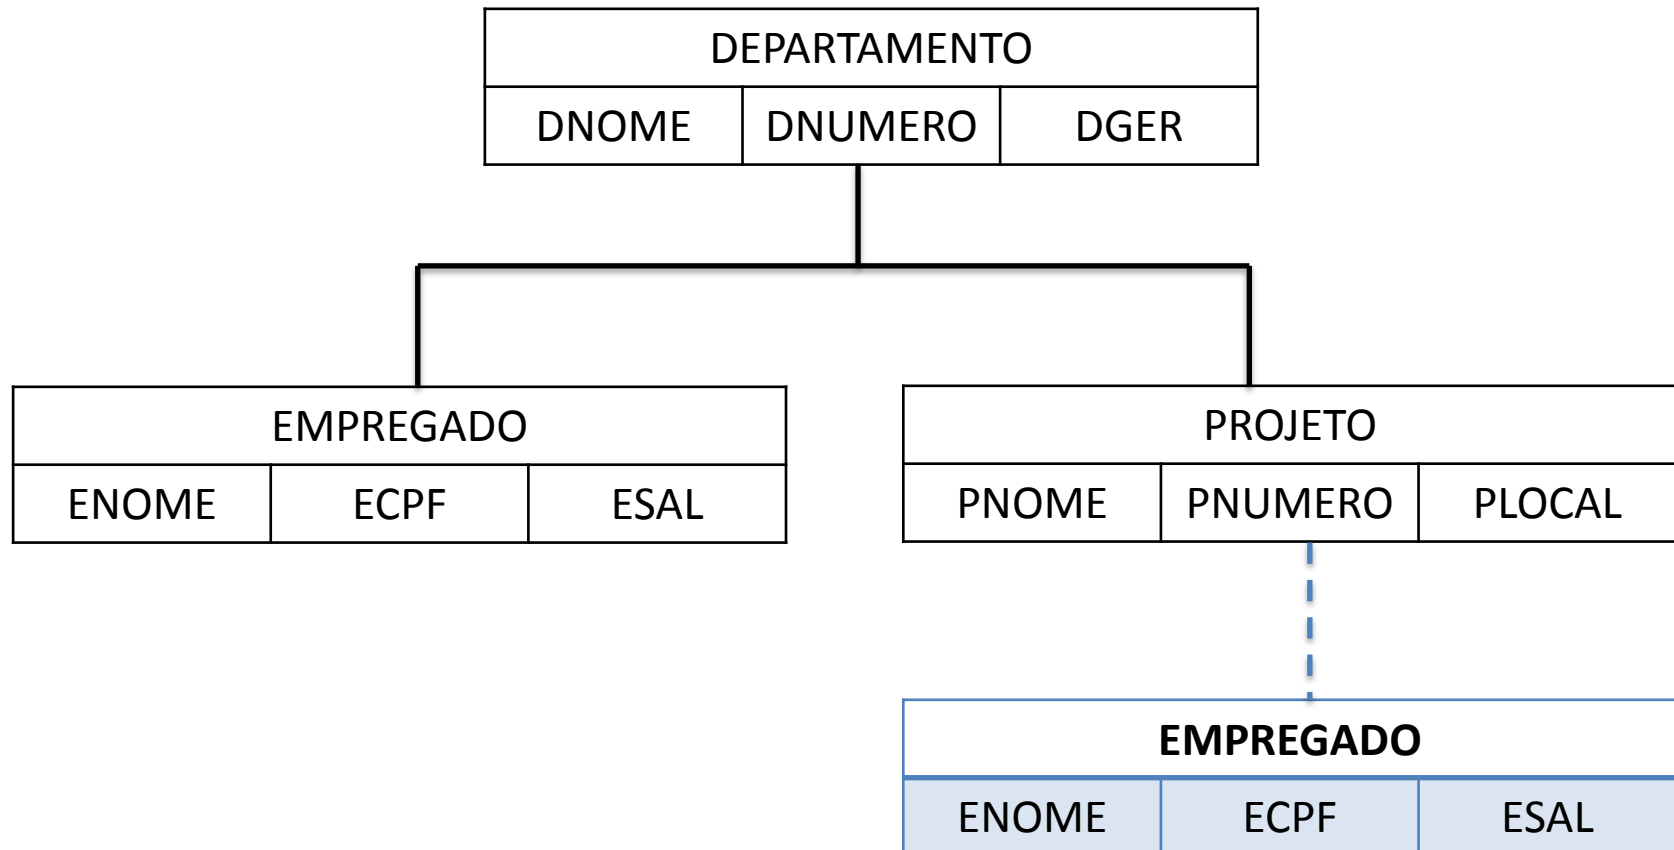 DEPARTAMENTO
DNOME DNUMERO DGER
EMPREGADO
ENOME ECPF ESAL
PROJETO
PNOME PNUMERO PLOCAL
EMPREGADO
ENOME ECPF ESAL